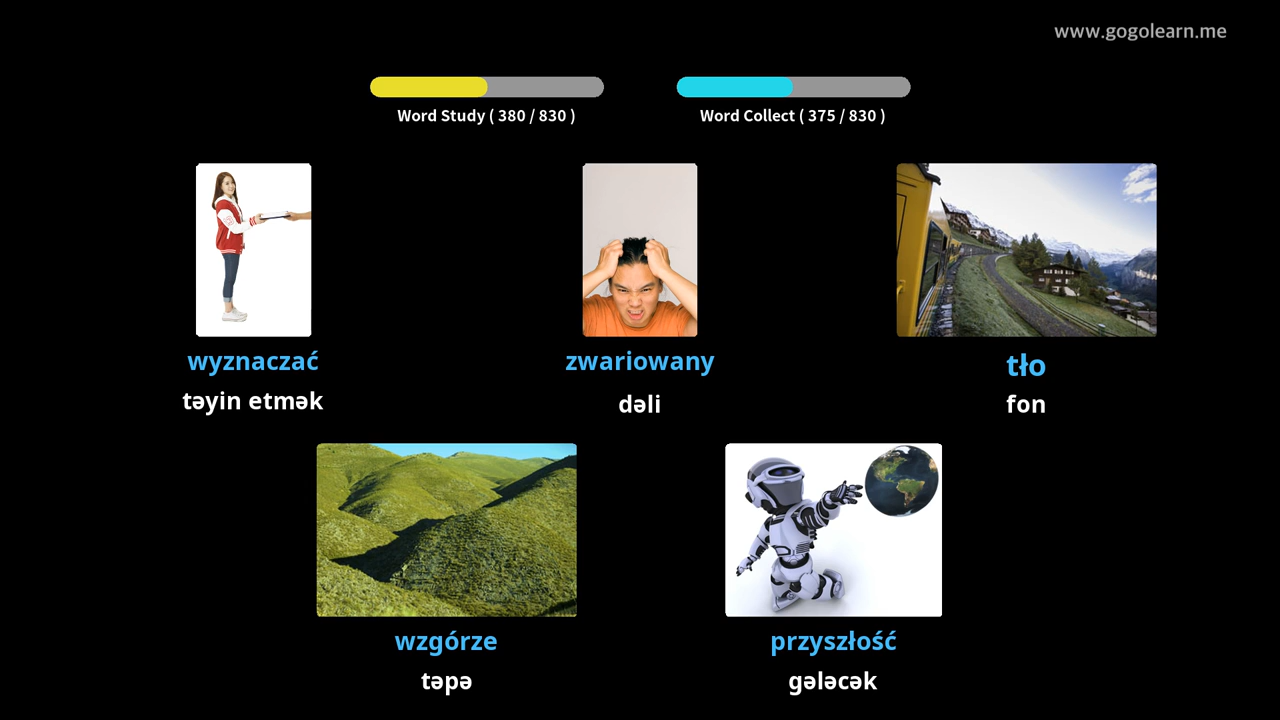 www.gogolearn.me
Word Study ( 380 / 830 )
Word Collect ( 375 / 830 )
wyznaczać
təyin etmək
zwariowany
dəli
tło
fon
wzgórze
təpə
przyszłość
gələcək